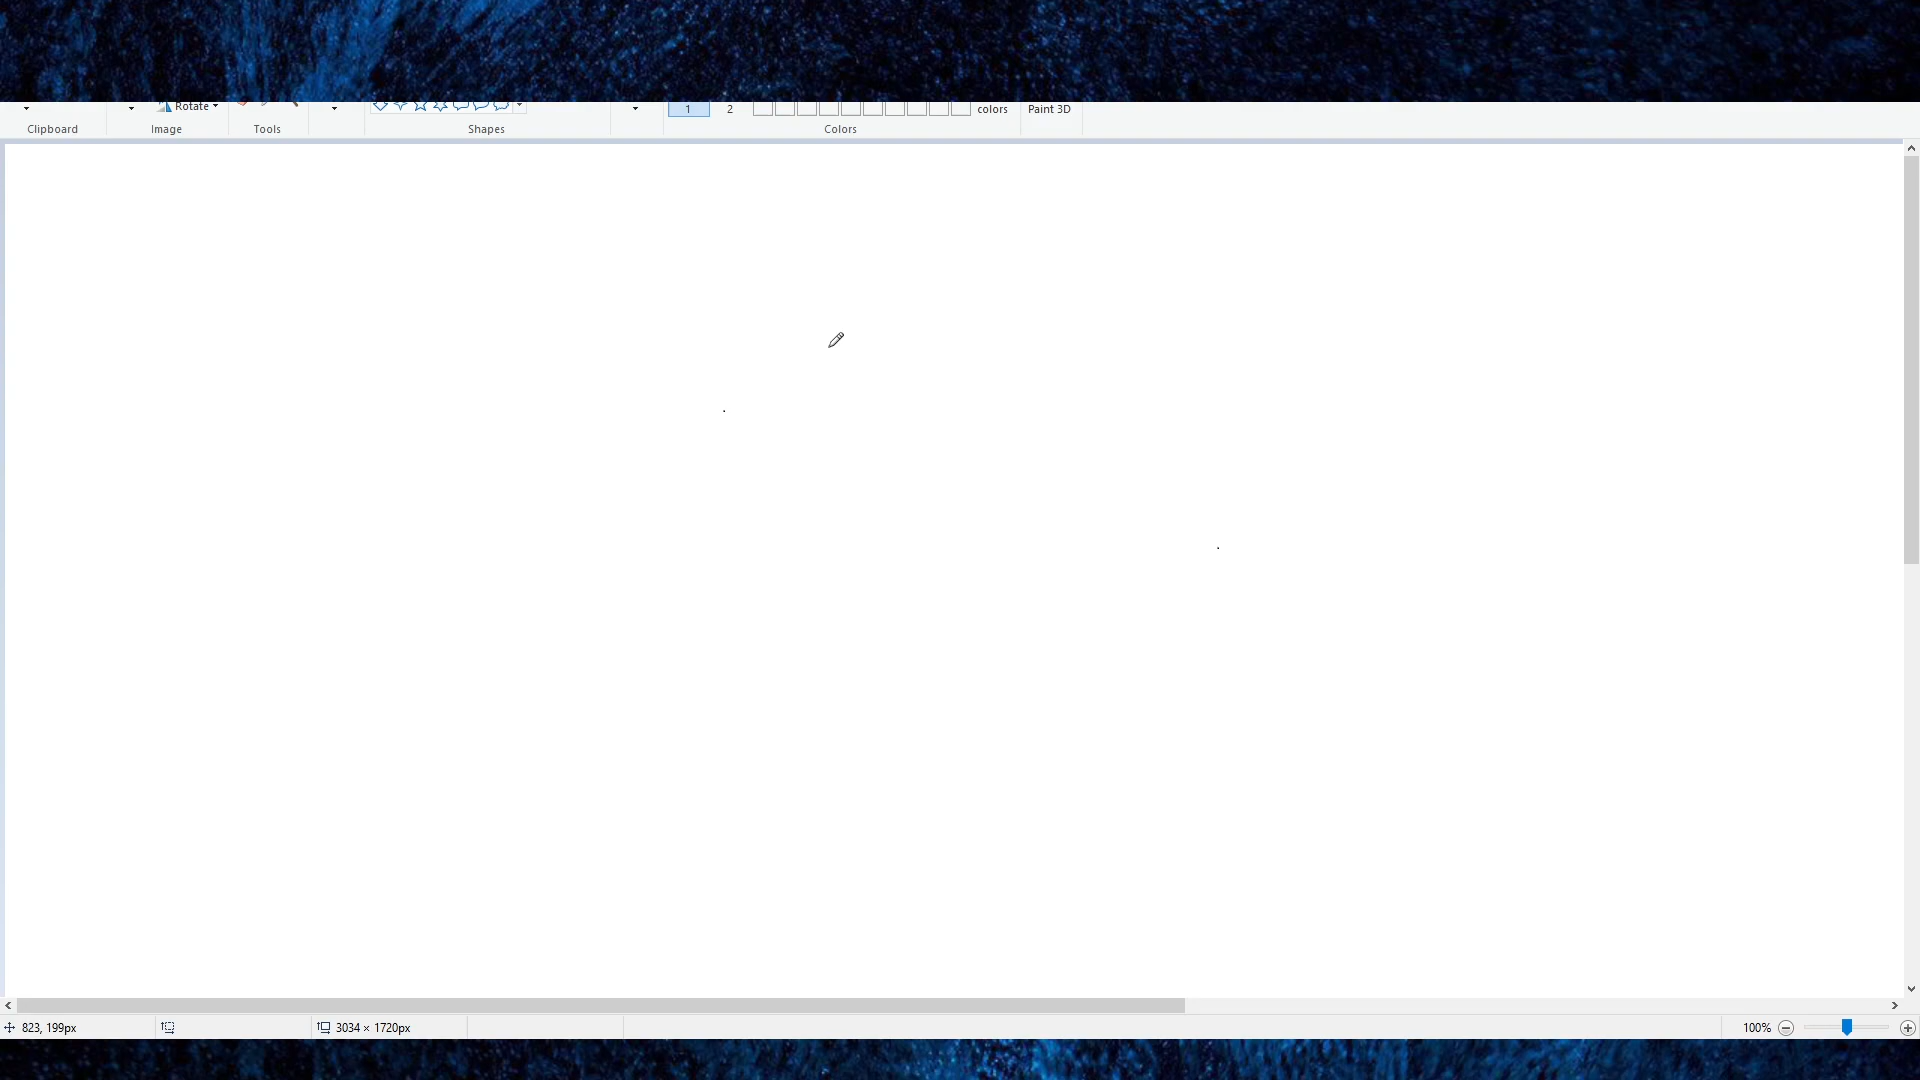 Rotate
1 2 colors Paint 3D
Clipboard Image Tools Shapes Colors
823, 199px 3034 × 1720px 100%